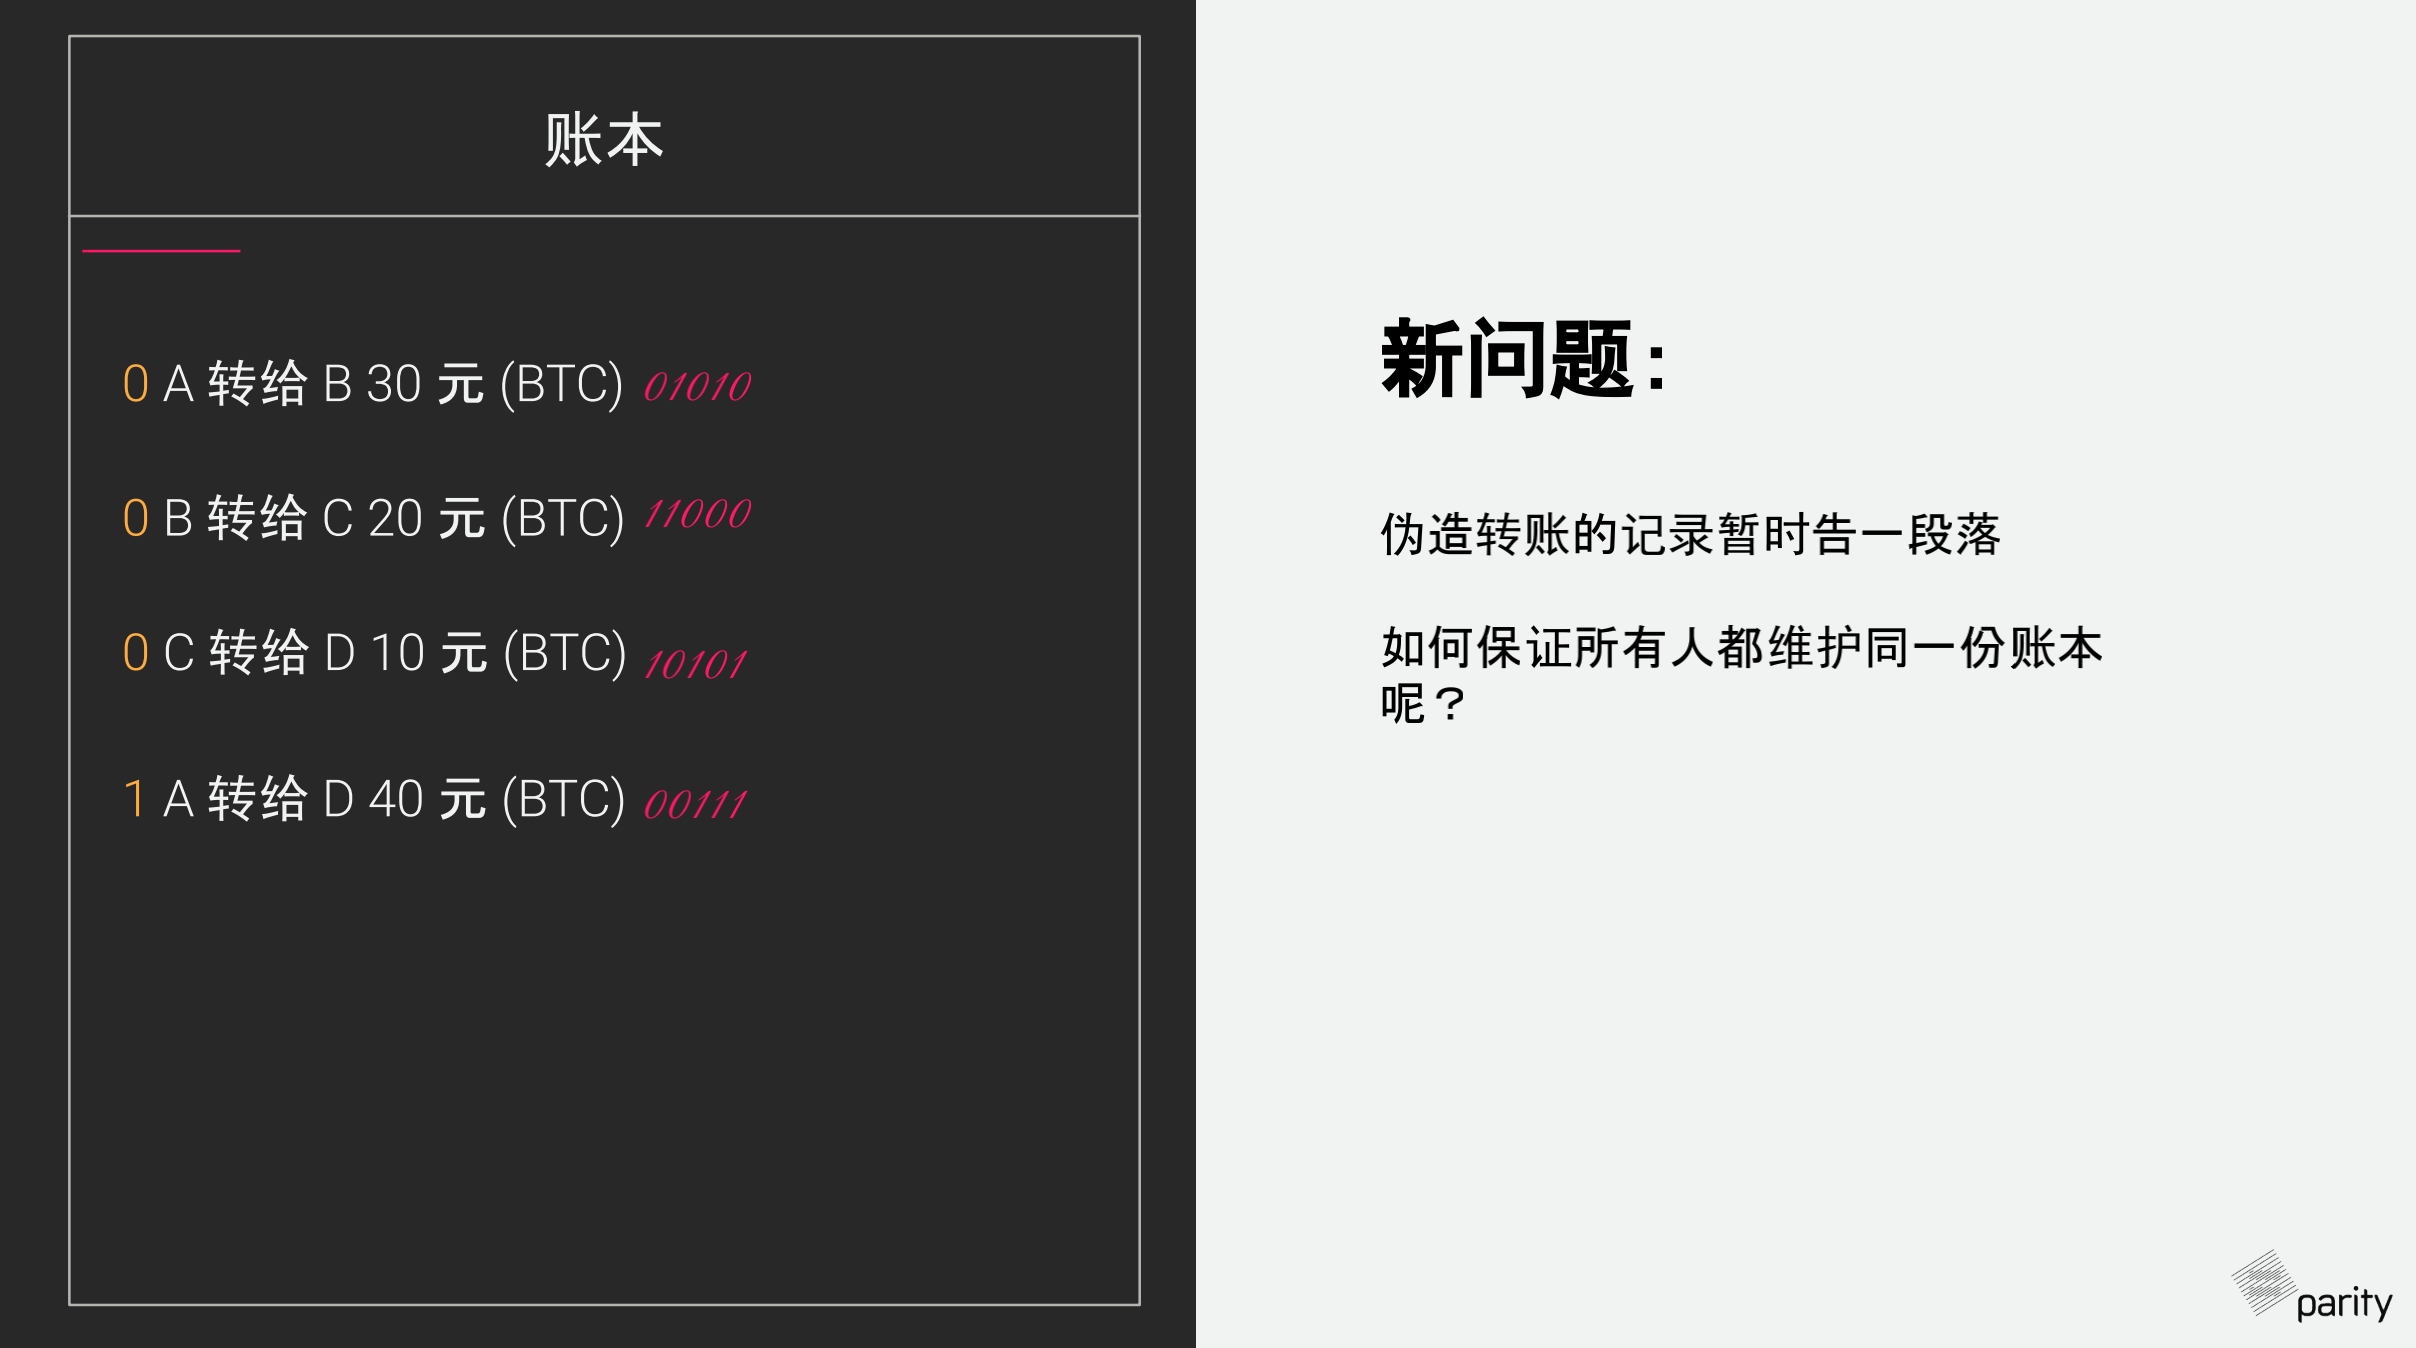 账本
0 A 转给 B 30 元 (BTC) 01010
0 B 转给 C 20 元 (BTC) 11000
0 C 转给 D 10 元 (BTC) 10101
1 A 转给 D 40 元 (BTC) 00111
新问题：
伪造转账的记录暂时告一段落
如何保证所有人都维护同一份账本
呢？
parity